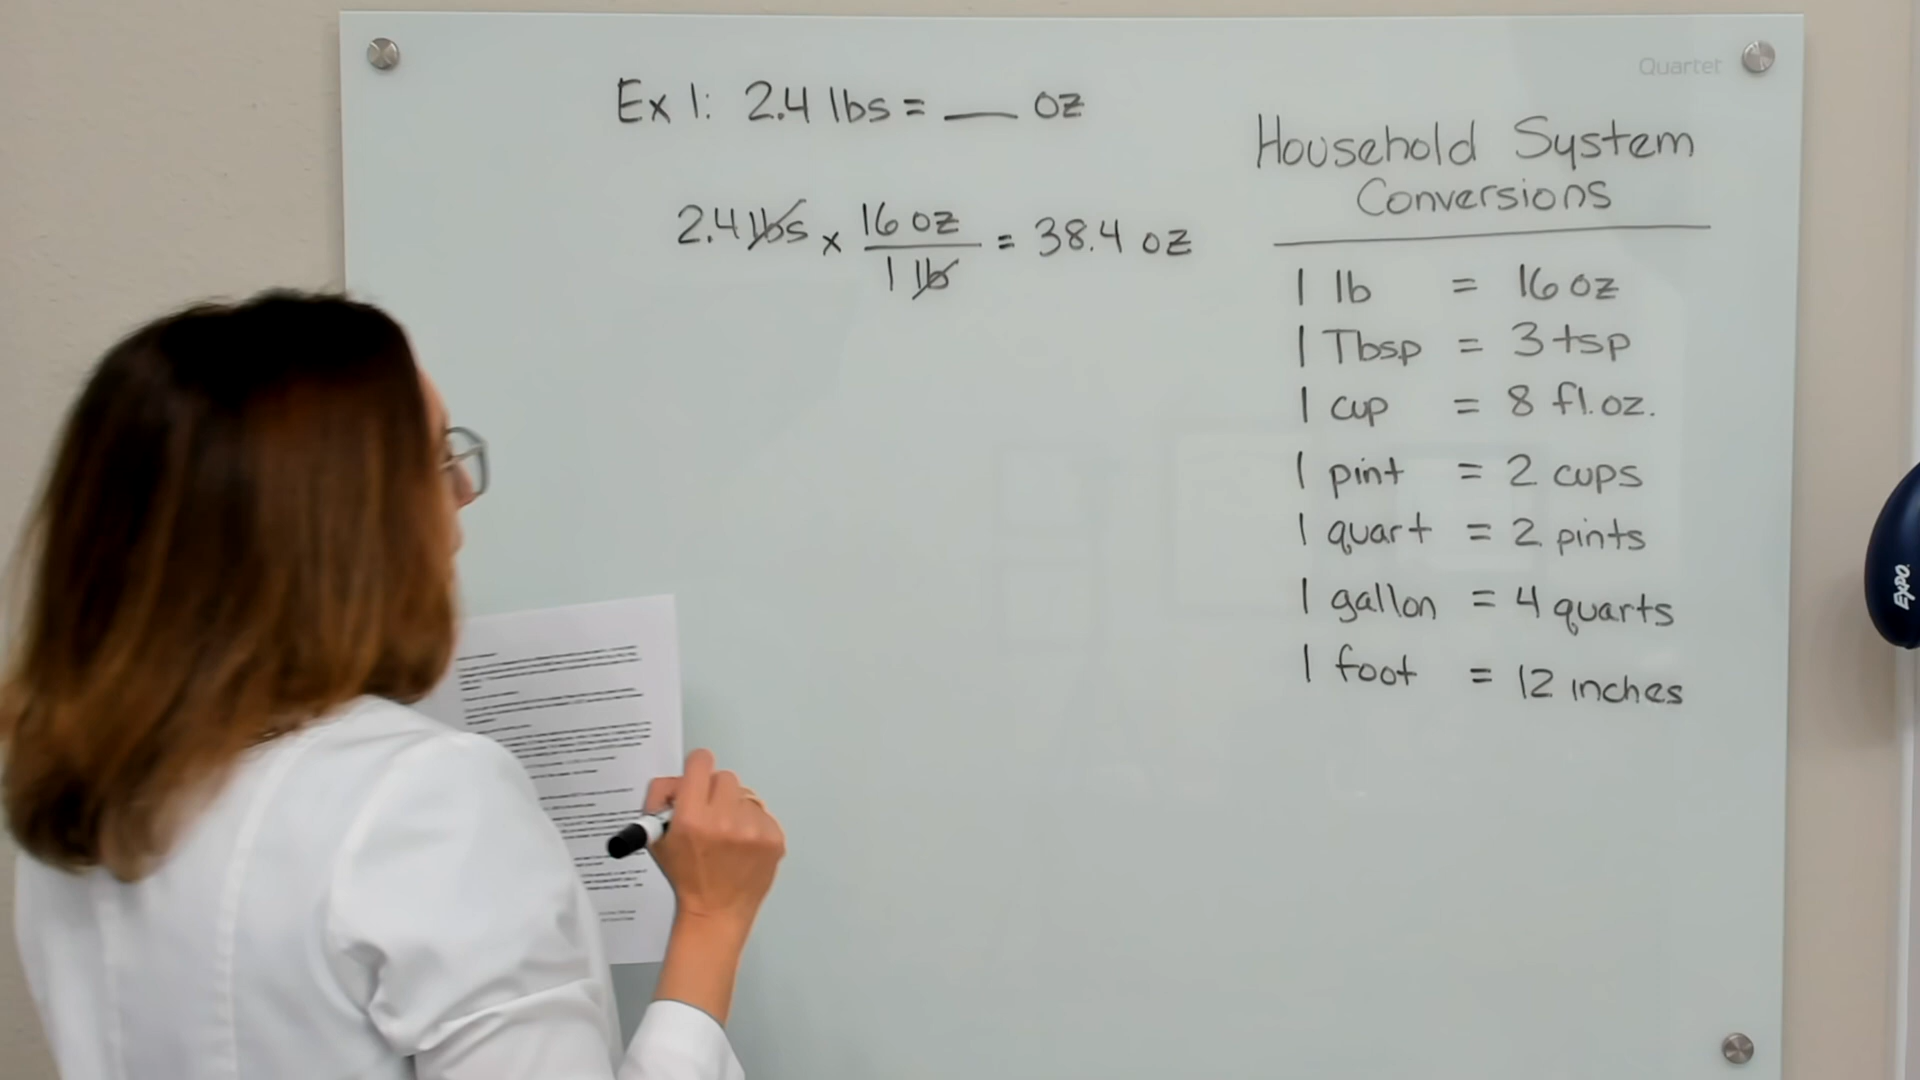 Quartet
Ex 1: 2.4 lbs = __ oz
2.4 lbs x 16 oz / 1 lb = 38.4 oz
Household System
Conversions
1 lb = 16 oz
1 Tbsp = 3 tsp
1 cup = 8 fl. oz.
1 pint = 2 cups
1 quart = 2 pints
1 gallon = 4 quarts
1 foot = 12 inches
EXPO